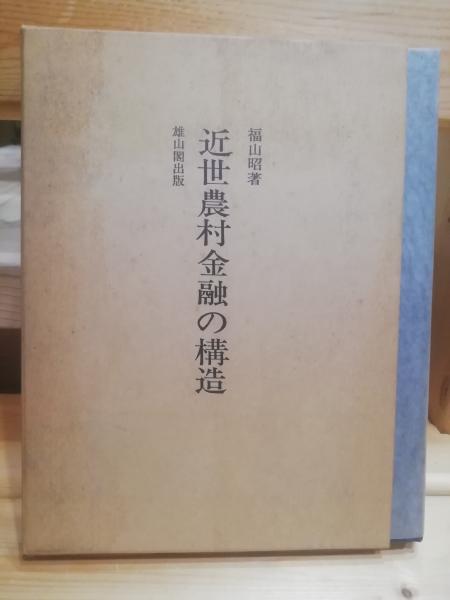 福山昭著
近世農村金融の構造
雄山閣出版